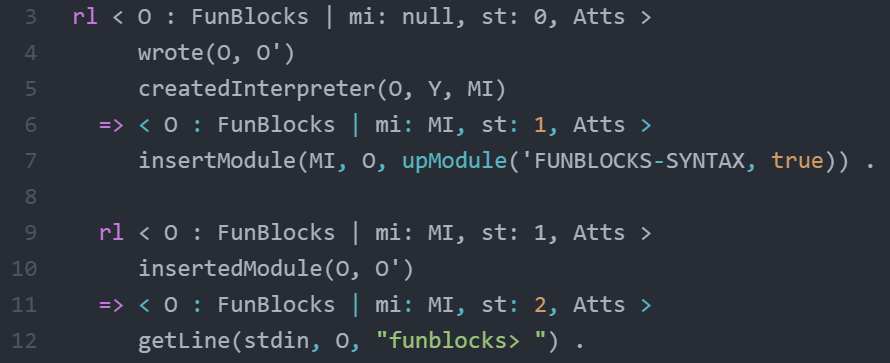 3 rl < O : FunBlocks | mi: null, st: 0, Atts >
4 wrote(O, O')
5 createdInterpreter(O, Y, MI)
6 => < O : FunBlocks | mi: MI, st: 1, Atts >
7 insertModule(MI, O, upModule('FUNBLOCKS-SYNTAX, true)) .
8
9 rl < O : FunBlocks | mi: MI, st: 1, Atts >
10 insertedModule(O, O')
11 => < O : FunBlocks | mi: MI, st: 2, Atts >
12 getLine(stdin, O, "funblocks> ") .